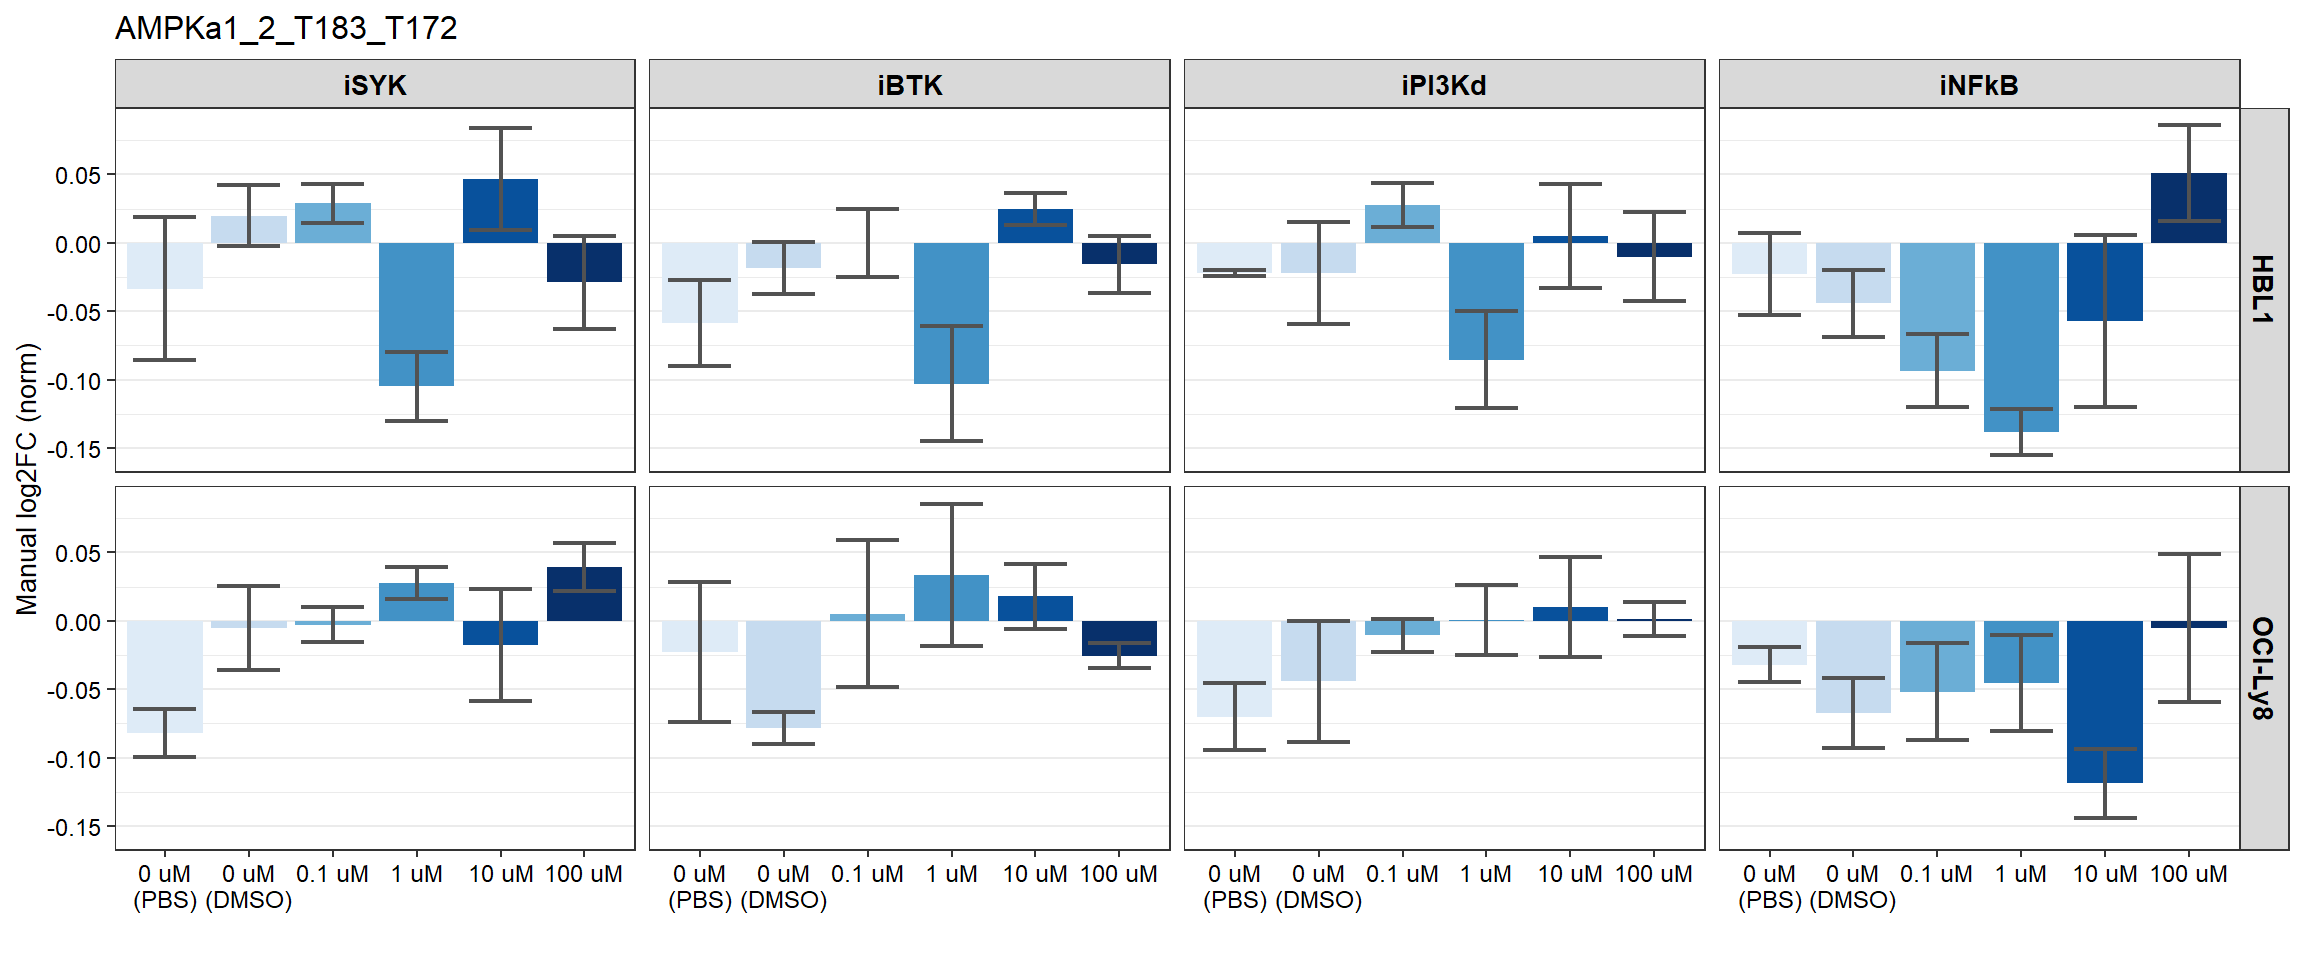 AMPKa1_2_T183_T172
iSYK iBTK iPI3Kd iNFkB
Manual log2FC (norm)
0.05
0.00
-0.05
-0.10
-0.15
HBL1
0.05
0.00
-0.05
-0.10
-0.15
OCI-Ly8
0 uM 0 uM 0.1 uM 1 uM 10 uM 100 uM 0 uM 0 uM 0.1 uM 1 uM 10 uM 100 uM 0 uM 0 uM 0.1 uM 1 uM 10 uM 100 uM 0 uM 0 uM 0.1 uM 1 uM 10 uM 100 uM
(PBS) (DMSO) (PBS) (DMSO) (PBS) (DMSO) (PBS) (DMSO)